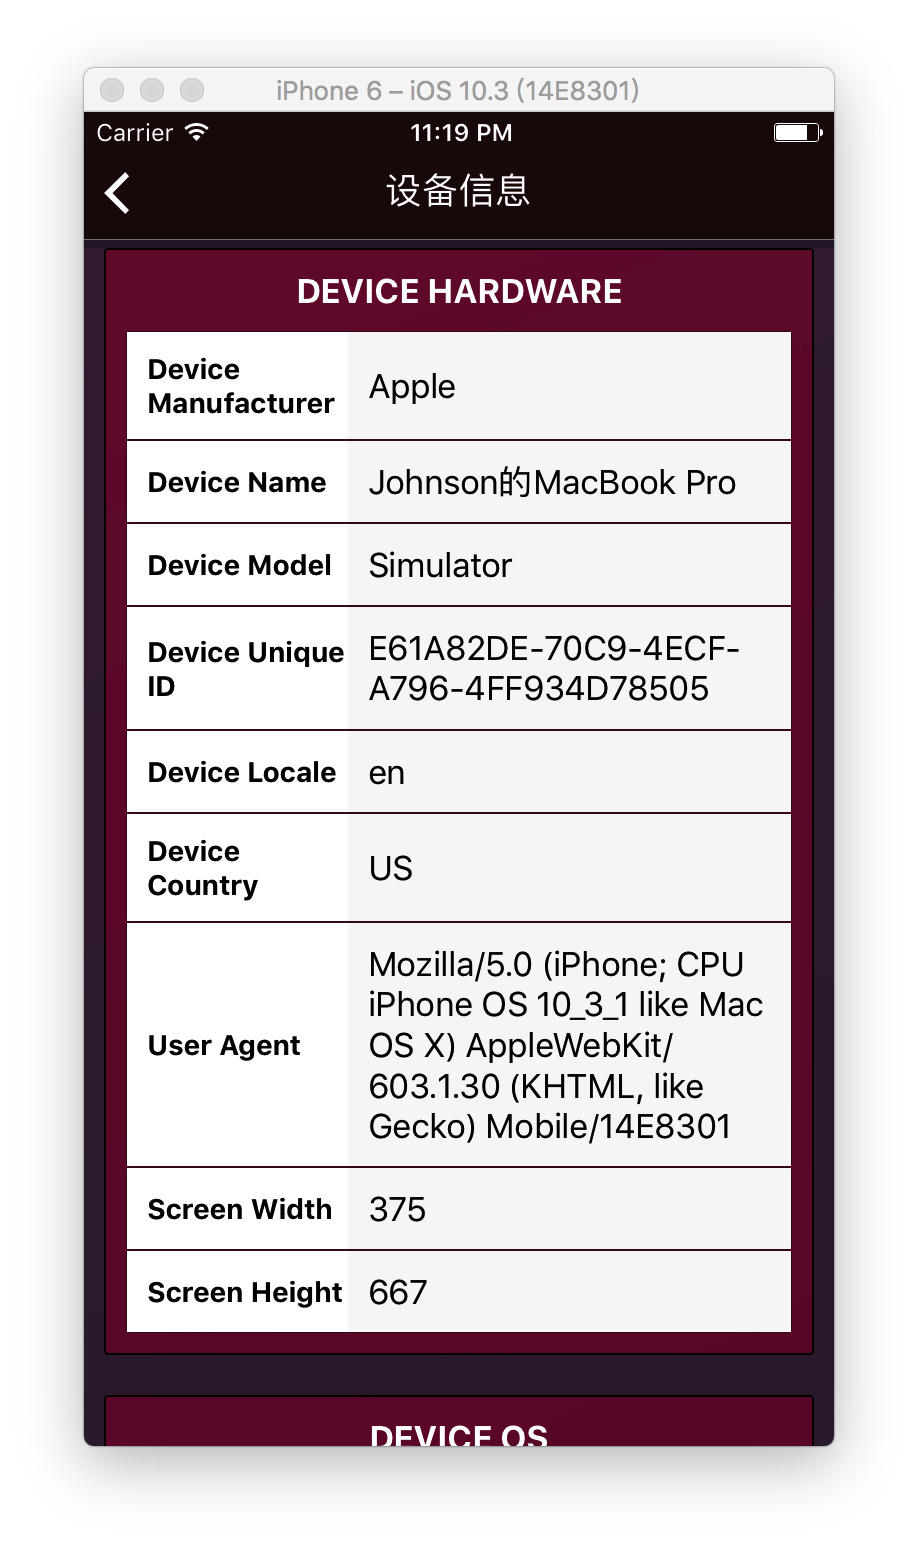 iPhone 6 – iOS 10.3 (14E8301)
Carrier 11:19 PM
设备信息
DEVICE HARDWARE
Device
Manufacturer
Apple
Device Name
Johnson的MacBook Pro
Device Model
Simulator
Device Unique
ID
E61A82DE-70C9-4ECF-
A796-4FF934D78505
Device Locale
en
Device
Country
US
User Agent
Mozilla/5.0 (iPhone; CPU
iPhone OS 10_3_1 like Mac
OS X) AppleWebKit/
603.1.30 (KHTML, like
Gecko) Mobile/14E8301
Screen Width
375
Screen Height
667
DEVICE OS